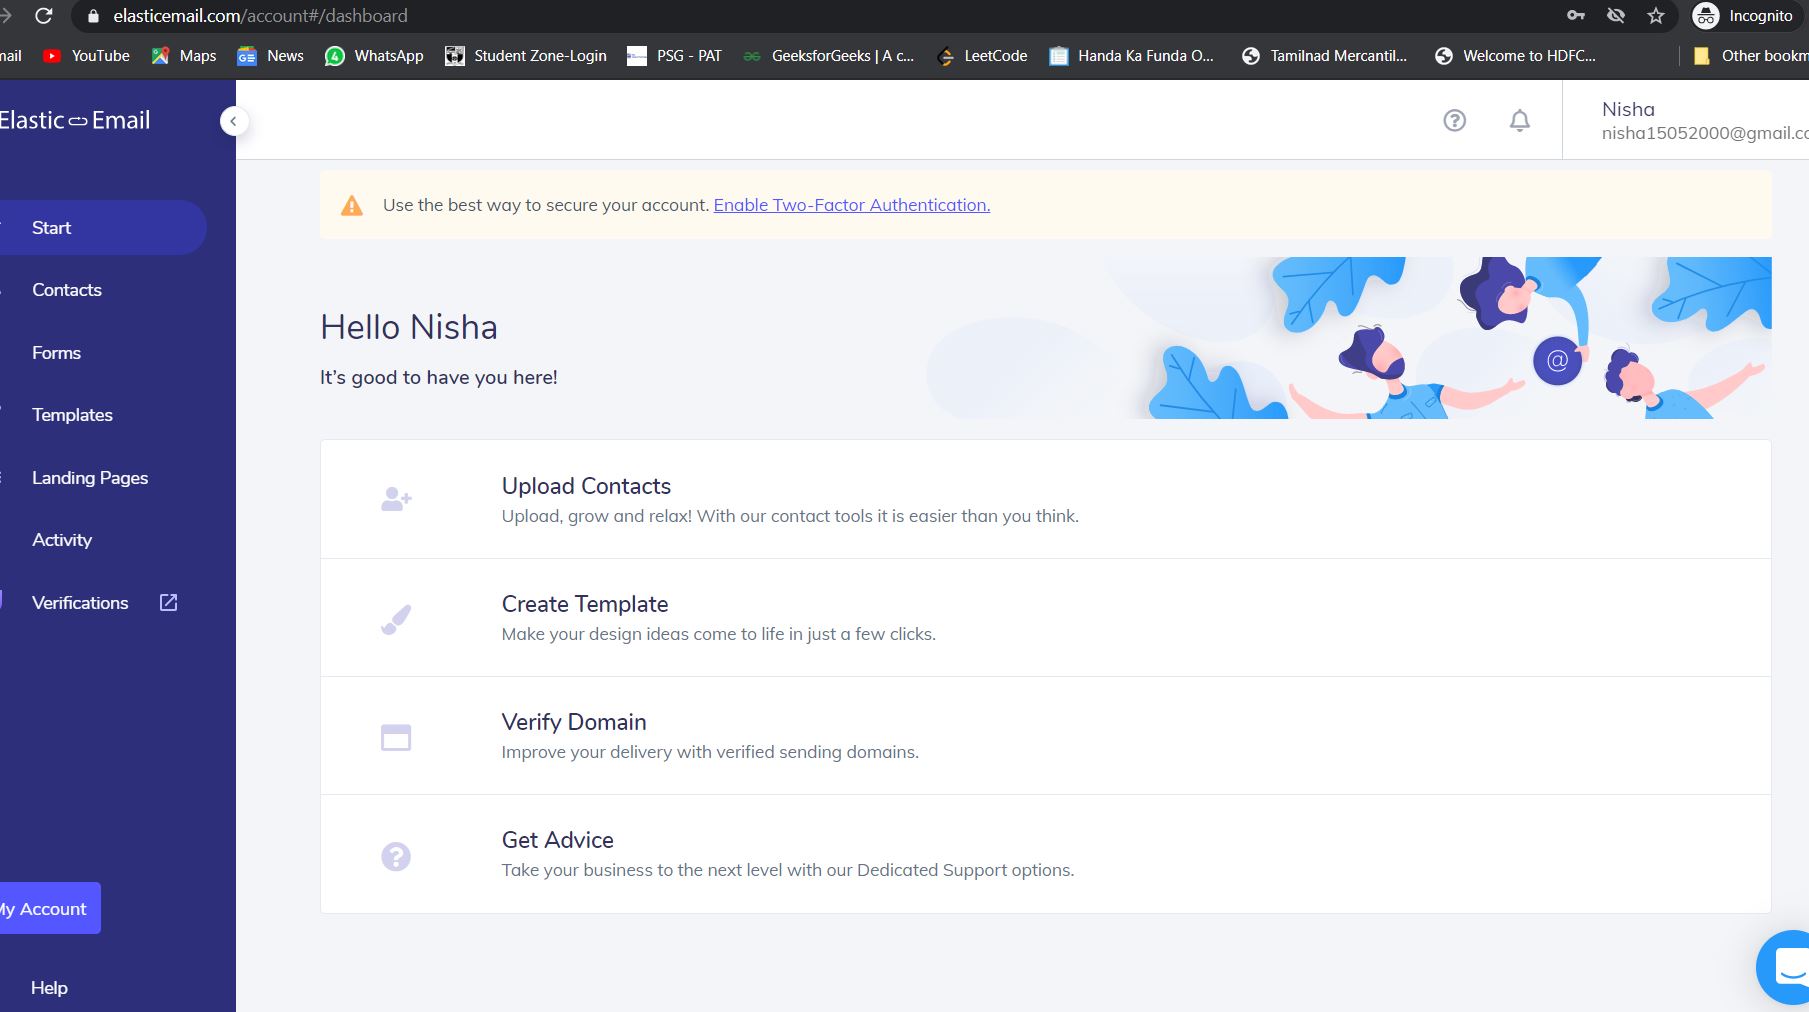 elasticemail.com/account#/dashboard
Incognito
YouTube Maps News WhatsApp Student Zone-Login PSG - PAT GeeksforGeeks | A c... LeetCode Handa Ka Funda O... Tamilnad Mercantil... Welcome to HDFC... Other bookm
Elastic Email
Nisha
nisha15052000@gmail.co
Use the best way to secure your account. Enable Two-Factor Authentication.
Start
Contacts
Forms
Templates
Landing Pages
Activity
Verifications
My Account
Help
Hello Nisha
It's good to have you here!
@
Upload Contacts
Upload, grow and relax! With our contact tools it is easier than you think.
Create Template
Make your design ideas come to life in just a few clicks.
Verify Domain
Improve your delivery with verified sending domains.
Get Advice
Take your business to the next level with our Dedicated Support options.